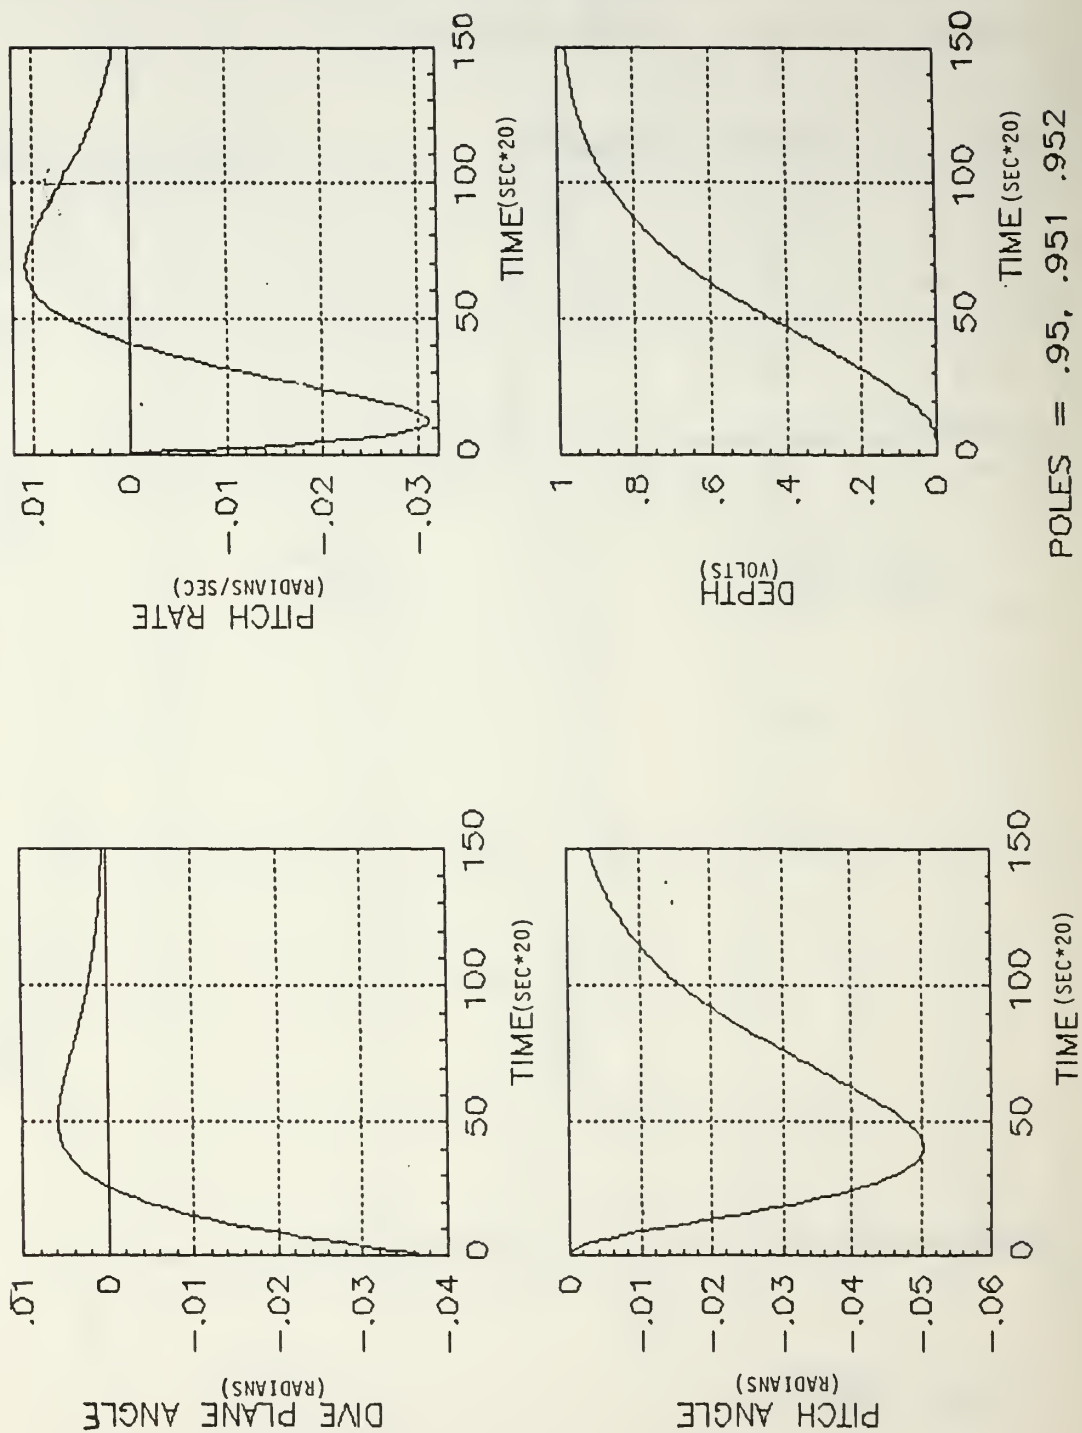 DIVE PLANE ANGLE
(RADIANS)
.01
0
-.01
-.02
-.03
-.04
0 50 100 150
TIME(SEC*20)
PITCH RATE
(RADIANS/SEC)
.01
0
-.01
-.02
-.03
0 50 100 150
TIME(SEC*20)
PITCH ANGLE
(RADIANS)
0
-.01
-.02
-.03
-.04
-.05
-.06
0 50 100 150
TIME(SEC*20)
DEPTH
(VOLTS)
1
.8
.6
.4
.2
0
0 50 100 150
TIME(SEC*20)
POLES = .95, .951 .952